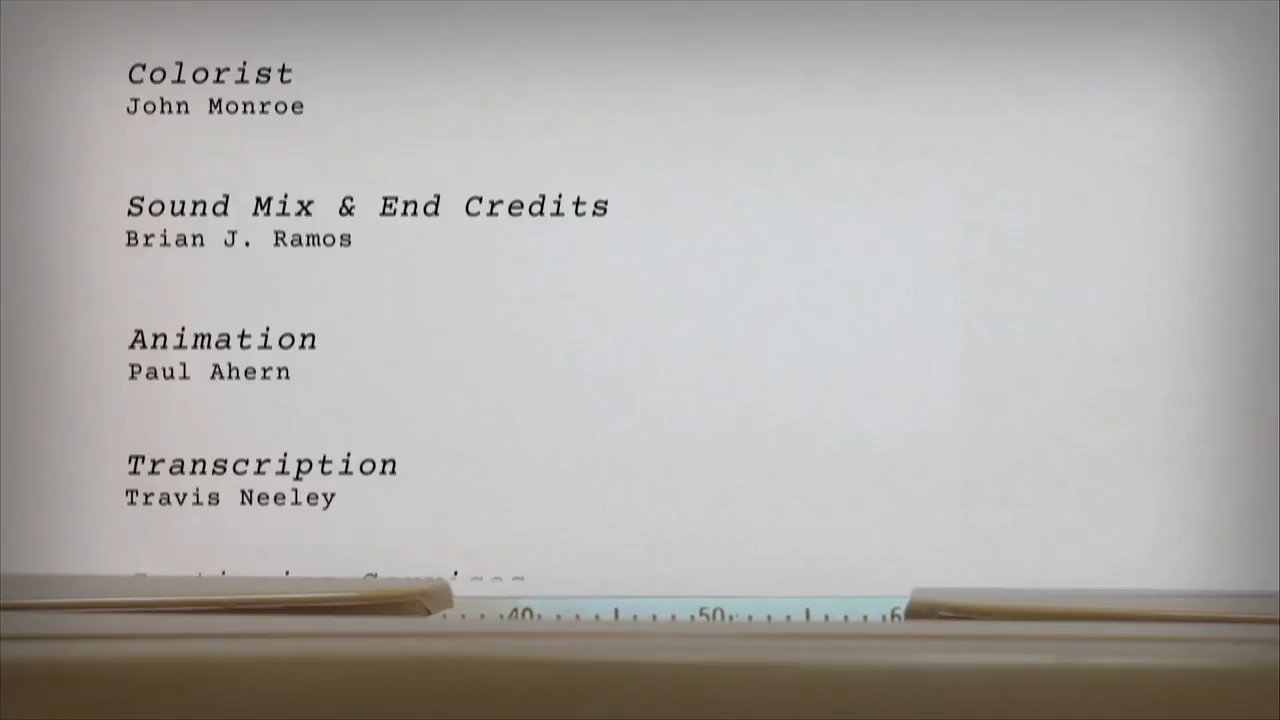 Colorist
John Monroe
Sound Mix & End Credits
Brian J. Ramos
Animation
Paul Ahern
Transcription
Travis Neeley
40 50